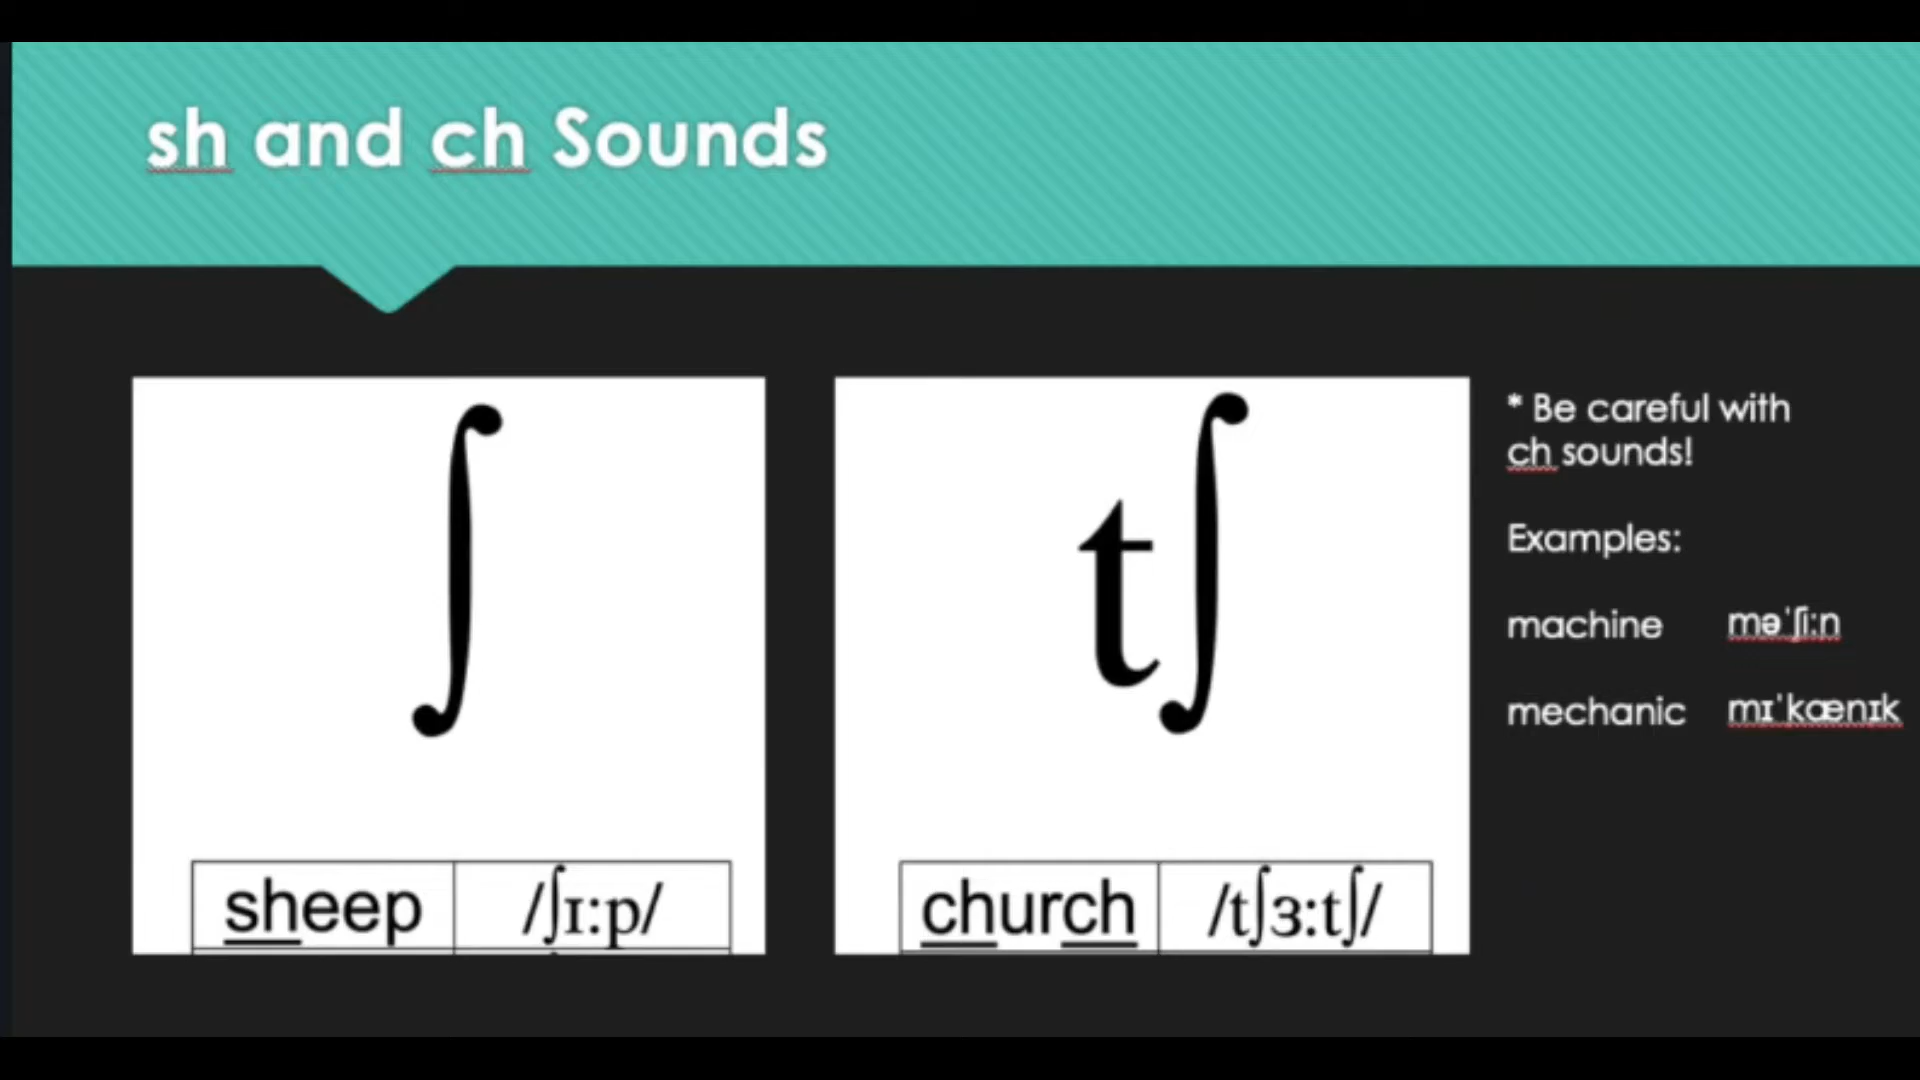 sh and ch Sounds
ʃ
sheep /ʃɪ:p/
tʃ
church /tʃɜ:tʃ/
* Be careful with
ch sounds!
Examples:
machine məˈʃi:n
mechanic mɪˈkænɪk